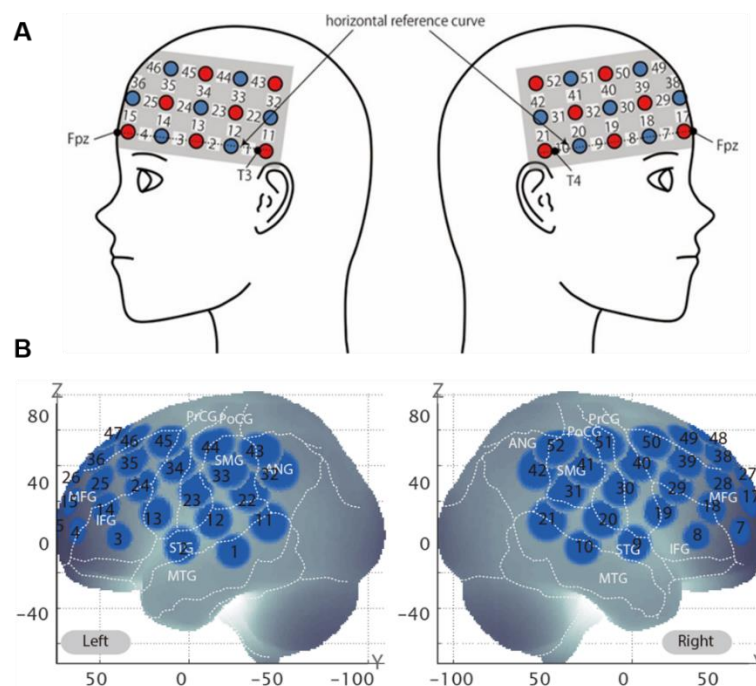 A
horizontal reference curve
46 45 44 43
36 35 34 33 32
25 24 23 22
15 14 13 12 11
Fpz
4 3 2 1
T3
52 51 50 49
42 41 40 39 38
31 32 30 29
21 20 19 17
10 9 8 7
Fpz
T4
B
Z
80
40
0
−40
PrCG PoCG
47 46 45 44 43
36 35 34 SMG 33 32 ANG
26 25 24 23 22
MFG
15 14 13 12 11
IFG
5 4 3 2 1
STG
MTG
Left
Y
50 0 −50 −100
Z
80
40
0
−40
PrCG
PoCG
ANG
52 51 50 49 48
42 41 40 39 38
SMG
27
31 30 29 28
MFG
17
21 20 19 18
10 9 8 7
STG IFG
MTG
Right
Y
−100 −50 0 50